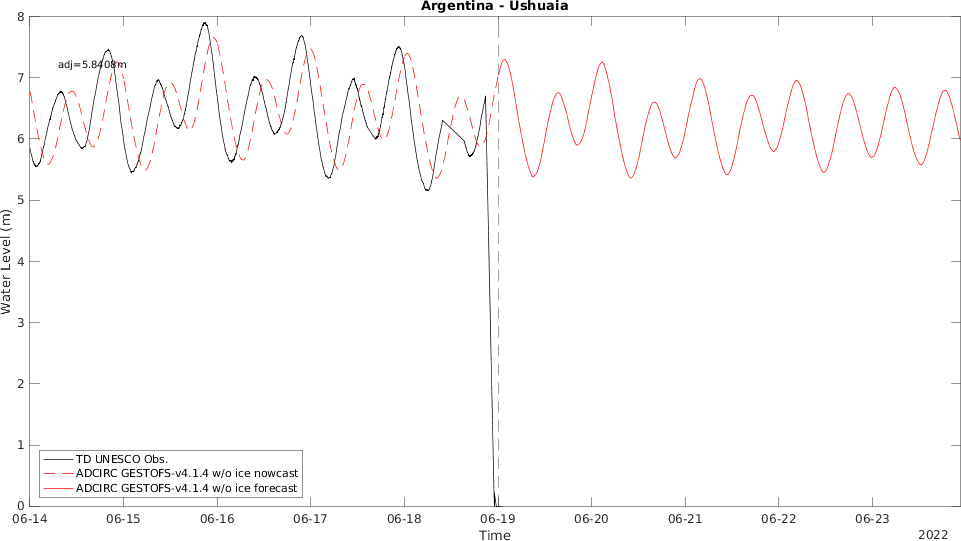 Argentina - Ushuaia
8
adj=5.8408m
7
6
5
4
3
2
1
0
Water Level (m)
TD UNESCO Obs.
ADCIRC GESTOFS-v4.1.4 w/o ice nowcast
ADCIRC GESTOFS-v4.1.4 w/o ice forecast
06-14 06-15 06-16 06-17 06-18 06-19 06-20 06-21 06-22 06-23
Time
2022